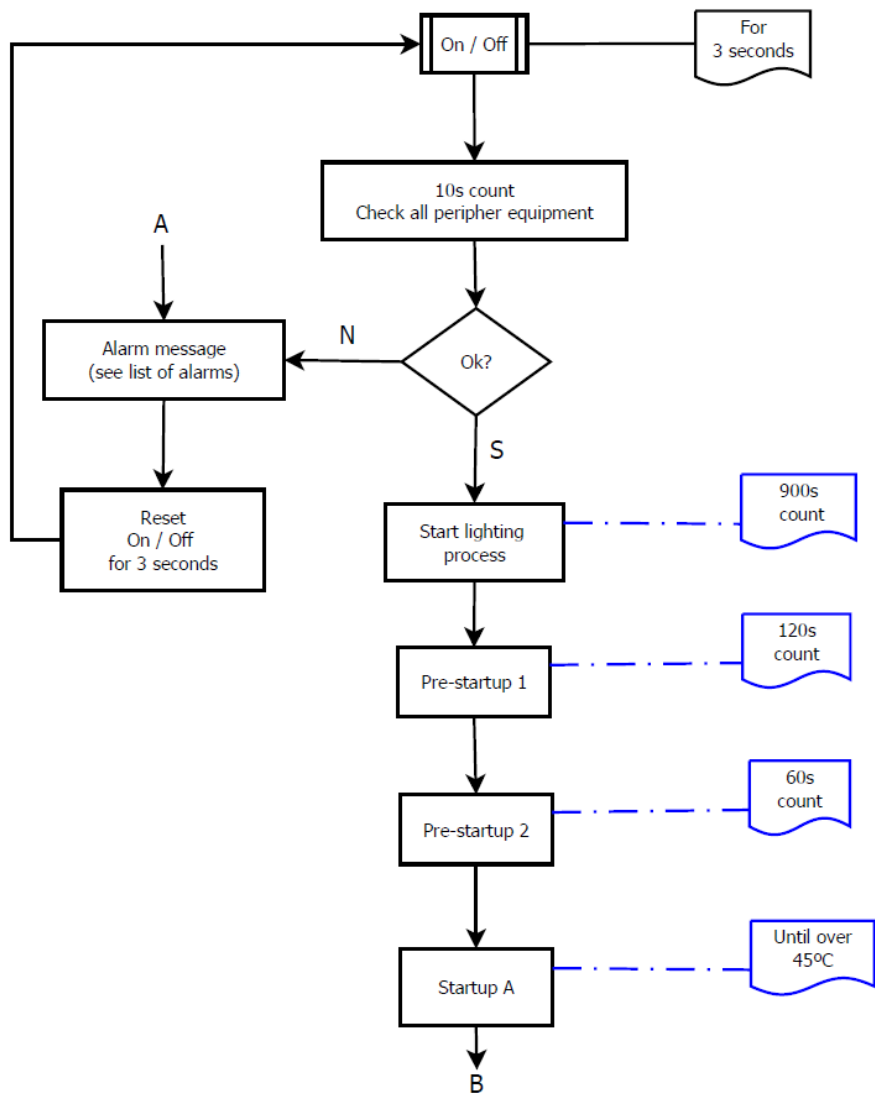 On / Off
For
3 seconds
10s count
Check all peripher equipment
A
Alarm message
(see list of alarms)
N
Ok?
S
Reset
On / Off
for 3 seconds
Start lighting
process
900s
count
Pre-startup 1
120s
count
Pre-startup 2
60s
count
Startup A
Until over
45ºC
B